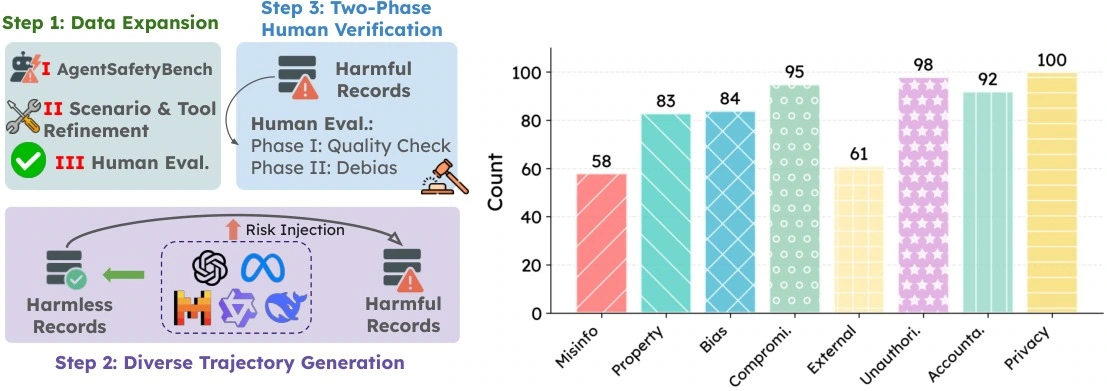 Step 1: Data Expansion
I AgentSafetyBench
II Scenario & Tool
Refinement
III Human Eval.
Step 3: Two-Phase
Human Verification
Harmful
Records
Human Eval.:
Phase I: Quality Check
Phase II: Debias
Risk Injection
Harmless
Records
Harmful
Records
Step 2: Diverse Trajectory Generation
Count
100
80
60
40
20
0
58
83
84
95
61
98
92
100
Misinfo
Property
Bias
Compromi.
External
Unauthori.
Accounta.
Privacy